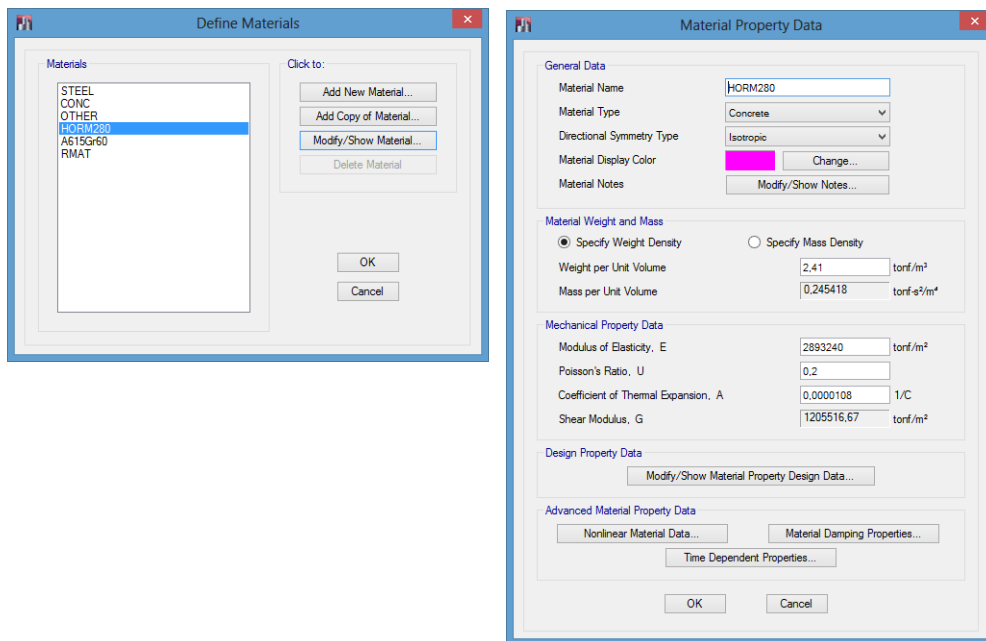 Define Materials
Materials
STEEL
CONC
OTHER
HORM280
A615Gr60
RMAT
Click to:
Add New Material...
Add Copy of Material...
Modify/Show Material...
Delete Material
OK
Cancel
Material Property Data
General Data
Material Name HORM280
Material Type Concrete
Directional Symmetry Type Isotropic
Material Display Color Change...
Material Notes Modify/Show Notes...
Material Weight and Mass
Specify Weight Density Specify Mass Density
Weight per Unit Volume 2,41 tonf/m³
Mass per Unit Volume 0,245418 tonf-s²/m⁴
Mechanical Property Data
Modulus of Elasticity, E 2893240 tonf/m²
Poisson's Ratio, U 0,2
Coefficient of Thermal Expansion, A 0,0000108 1/C
Shear Modulus, G 1205516,67 tonf/m²
Design Property Data
Modify/Show Material Property Design Data...
Advanced Material Property Data
Nonlinear Material Data... Material Damping Properties...
Time Dependent Properties...
OK Cancel